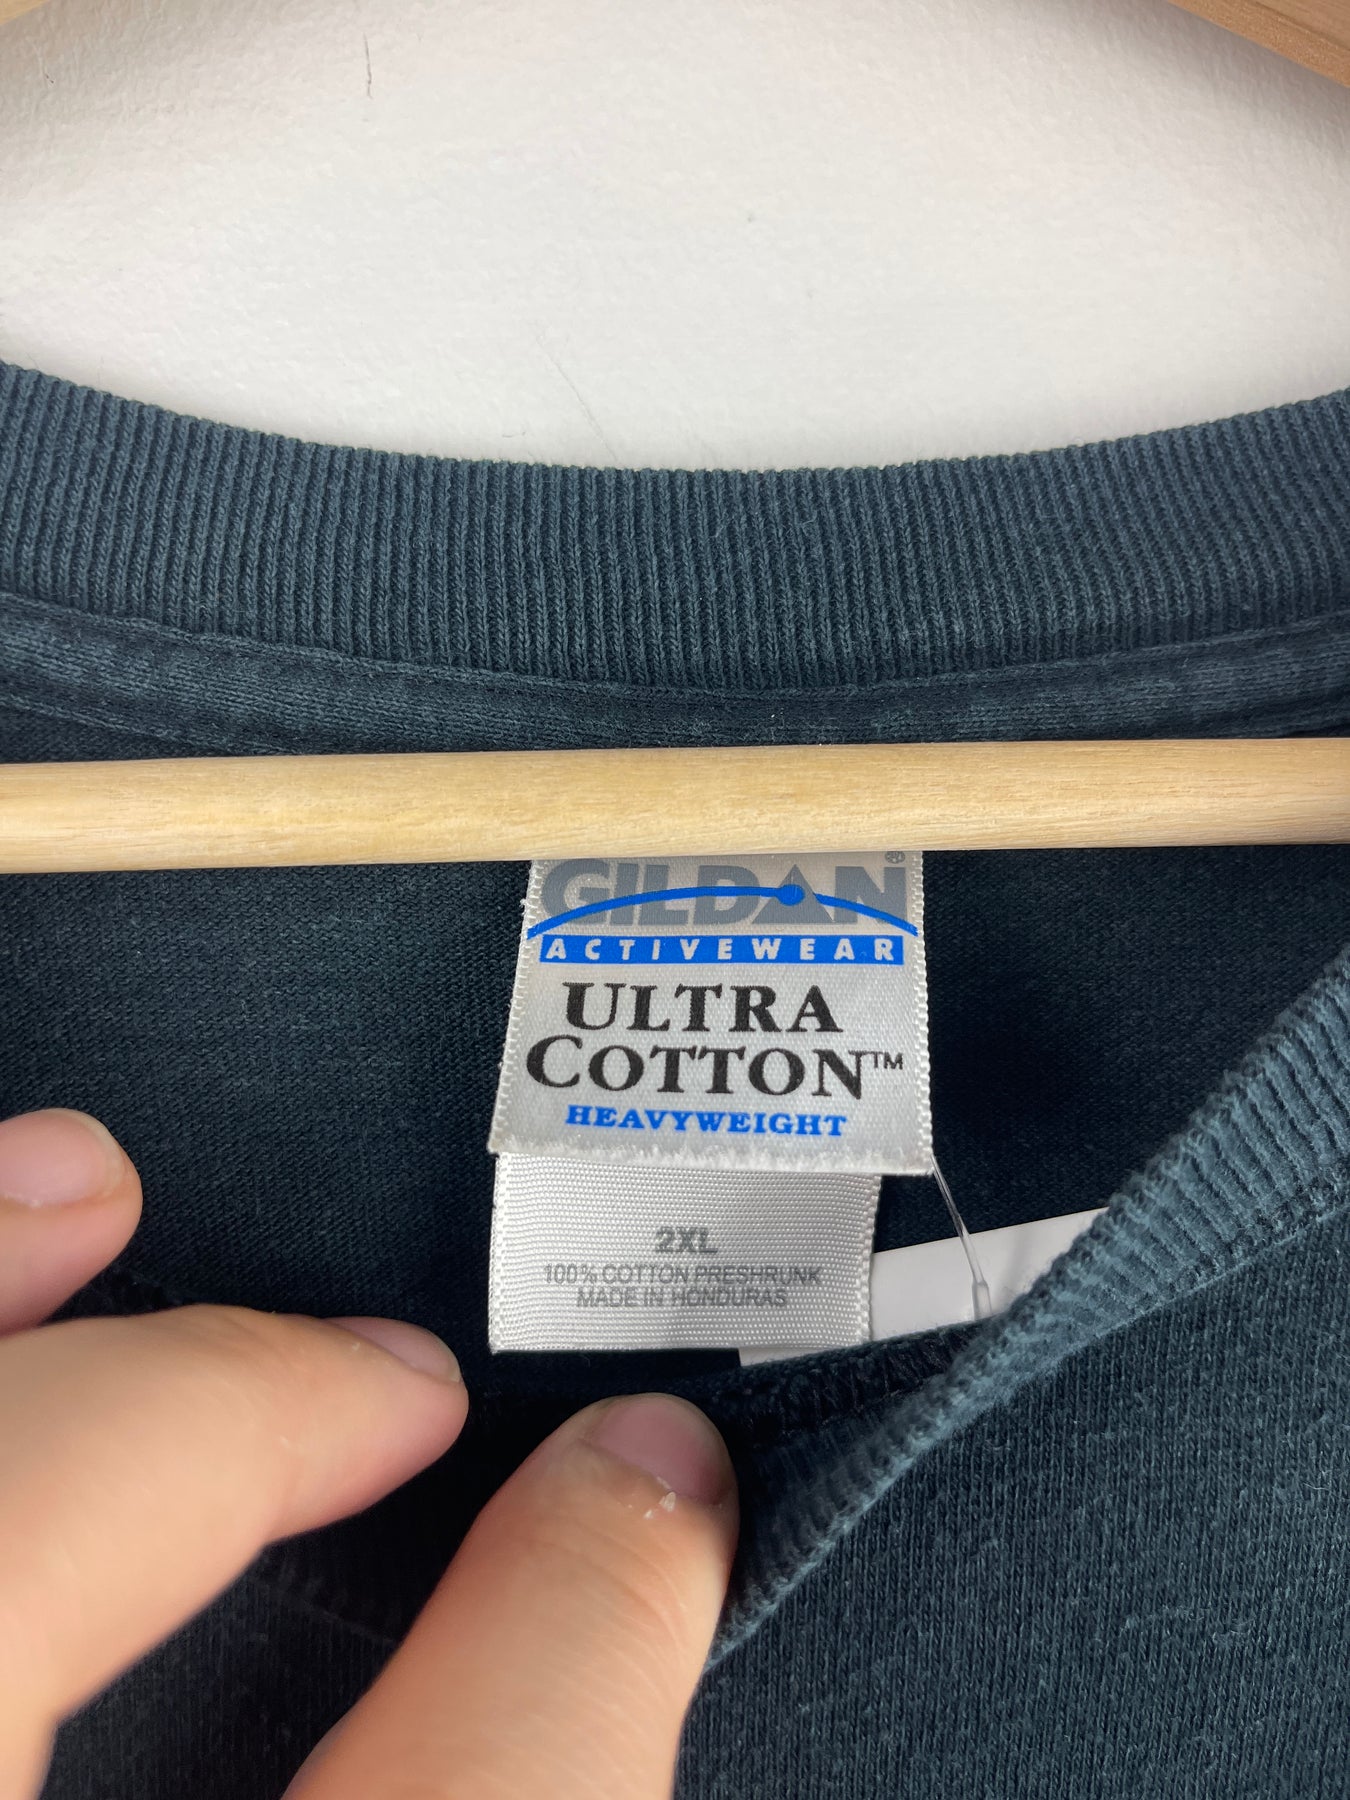 GILDAN®
ACTIVEWEAR
ULTRA
COTTON™
HEAVYWEIGHT
2XL
100% COTTON PRESHRUNK
MADE IN HONDURAS